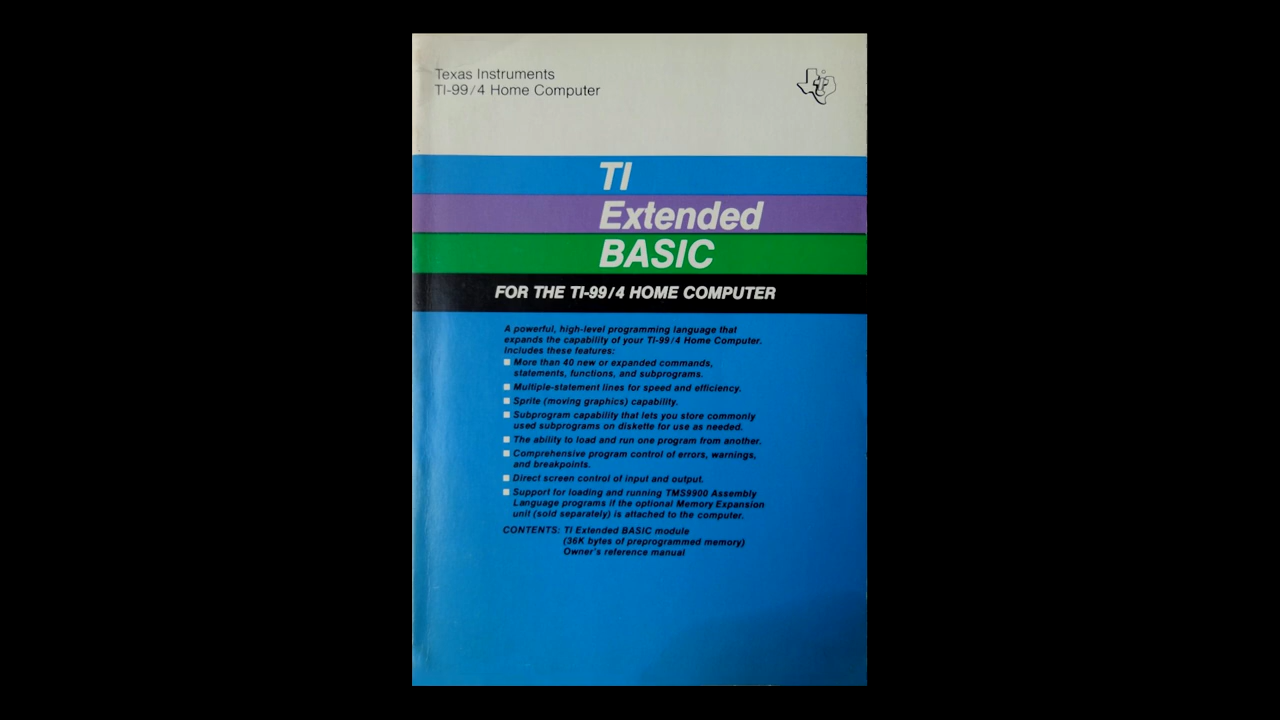 Texas Instruments
TI-99/4 Home Computer
TI
Extended
BASIC
FOR THE TI-99/4 HOME COMPUTER
A powerful, high-level programming language that
expands the capability of your TI-99/4 Home Computer.
Includes these features:
More than 40 new or expanded commands,
statements, functions, and subprograms.
Multiple-statement lines for speed and efficiency.
Sprite (moving graphics) capability.
Subprogram capability that lets you store commonly
used subprograms on diskette for use as needed.
The ability to load and run one program from another.
Comprehensive program control of errors, warnings,
and breakpoints.
Direct screen control of input and output.
Support for loading and running TMS9900 Assembly
Language programs if the optional Memory Expansion
unit (sold separately) is attached to the computer.
CONTENTS: TI Extended BASIC module
(36K bytes of preprogrammed memory)
Owner's reference manual